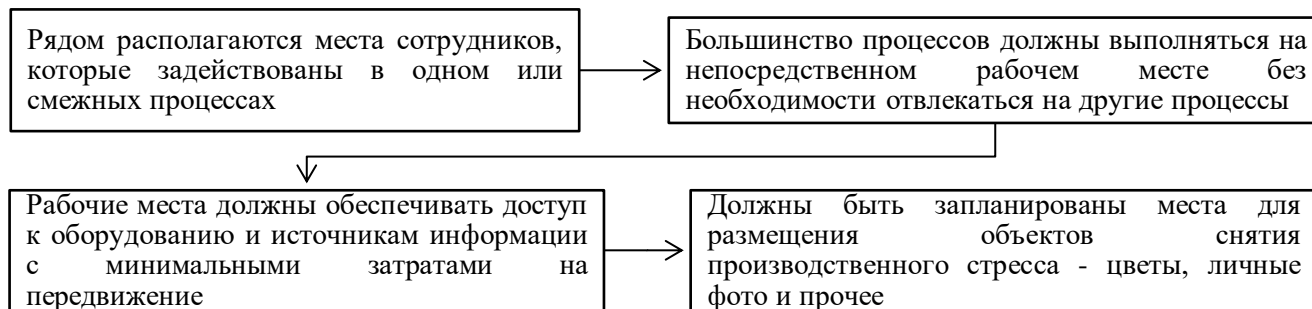 Рядом располагаются места сотрудников,
которые задействованы в одном или
смежных процессах
Большинство процессов должны выполняться на
непосредственном рабочем месте без
необходимости отвлекаться на другие процессы
Рабочие места должны обеспечивать доступ
к оборудованию и источникам информации
с минимальными затратами на
передвижение
Должны быть запланированы места для
размещения объектов снятия
производственного стресса - цветы, личные
фото и прочее